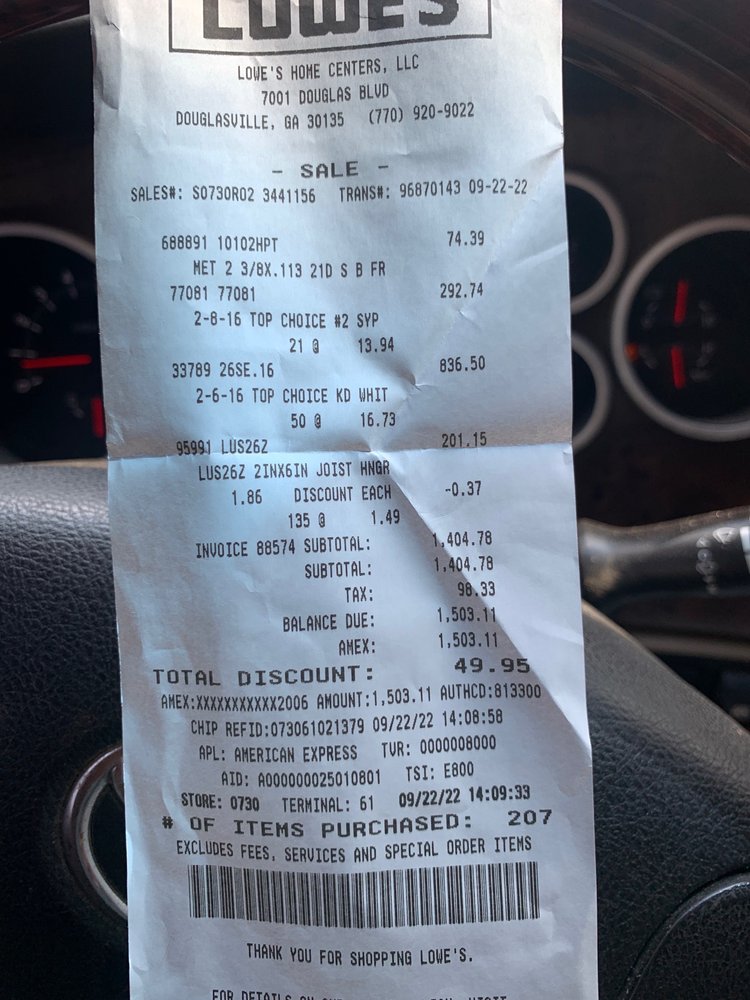 LOWE'S
LOWE'S HOME CENTERS, LLC
7001 DOUGLAS BLVD
DOUGLASVILLE, GA 30135 (770) 920-9022
- SALE -
SALES#: S0730R02 3441156 TRANS#: 96870143 09-22-22
688891 10102HPT 74.39
MET 2 3/8X.113 21D S B FR
77081 77081 292.74
2-8-16 TOP CHOICE #2 SYP
21 @ 13.94
33789 26SE.16 836.50
2-6-16 TOP CHOICE KD WHIT
50 @ 16.73
95991 LUS26Z 201.15
LUS26Z 2INX6IN JOIST HNGR
1.86 DISCOUNT EACH -0.37
135 @ 1.49
INVOICE 88574 SUBTOTAL: 1,404.78
SUBTOTAL: 1,404.78
TAX: 98.33
BALANCE DUE: 1,503.11
AMEX: 1,503.11
TOTAL DISCOUNT: 49.95
AMEX:XXXXXXXXXXX2006 AMOUNT:1,503.11 AUTHCD:813300
CHIP REFID:073061021379 09/22/22 14:08:58
APL: AMERICAN EXPRESS TVR: 0000008000
AID: A000000025010801 TSI: E800
STORE: 0730 TERMINAL: 61 09/22/22 14:09:33
# OF ITEMS PURCHASED: 207
EXCLUDES FEES, SERVICES AND SPECIAL ORDER ITEMS
THANK YOU FOR SHOPPING LOWE'S.
FOR DETAILS ON